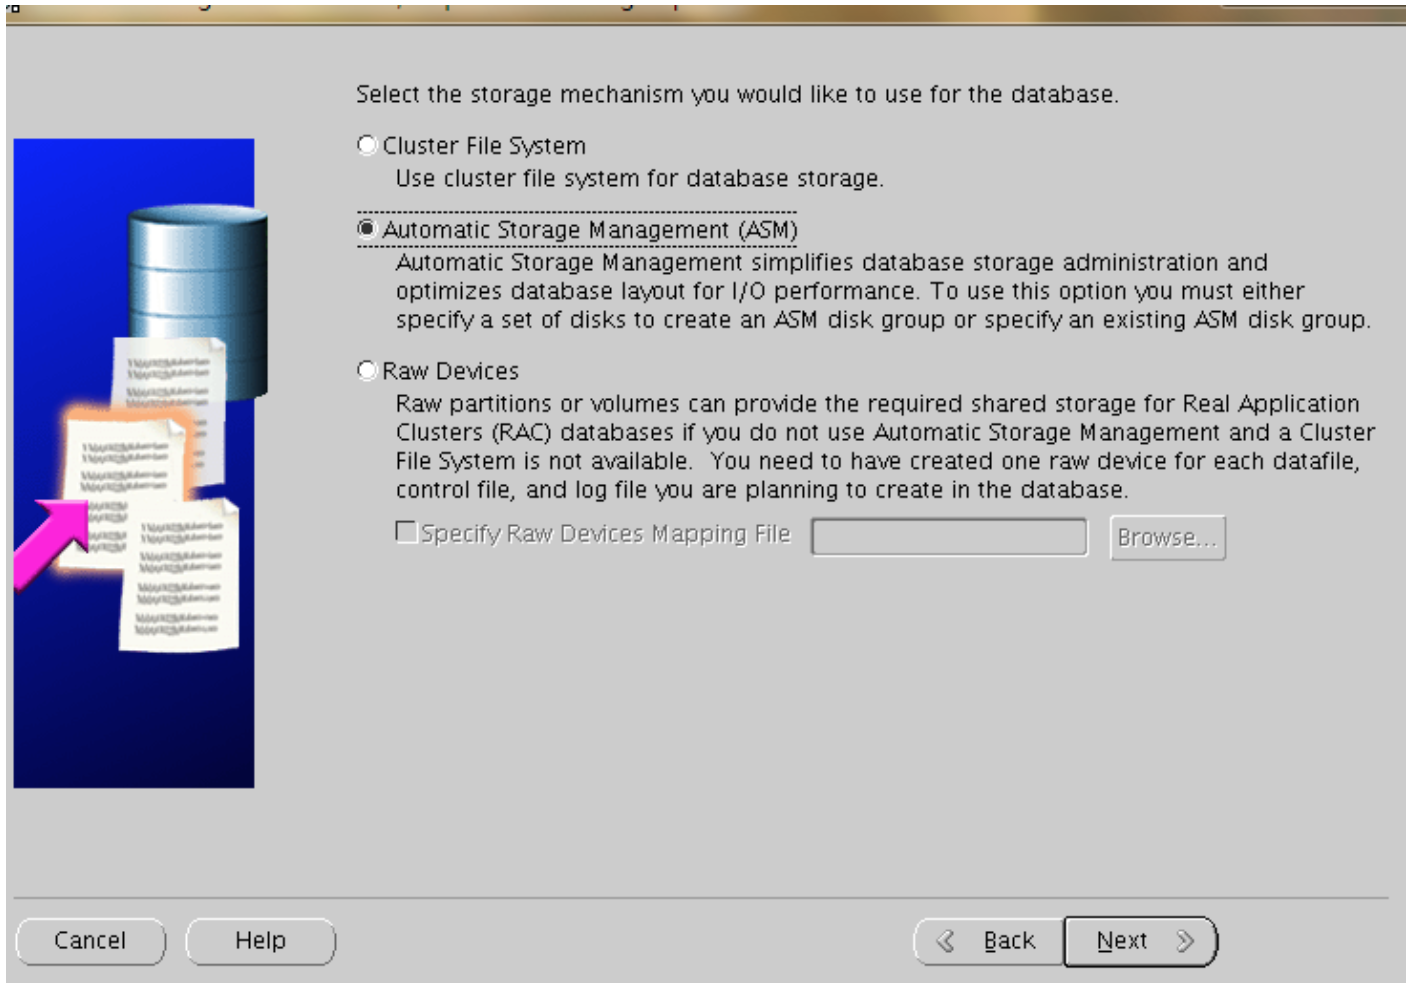 Select the storage mechanism you would like to use for the database.
Cluster File System
Use cluster file system for database storage.
Automatic Storage Management (ASM)
Automatic Storage Management simplifies database storage administration and
optimizes database layout for I/O performance. To use this option you must either
specify a set of disks to create an ASM disk group or specify an existing ASM disk group.
Raw Devices
Raw partitions or volumes can provide the required shared storage for Real Application
Clusters (RAC) databases if you do not use Automatic Storage Management and a Cluster
File System is not available. You need to have created one raw device for each datafile,
control file, and log file you are planning to create in the database.
Specify Raw Devices Mapping File
Browse...
Cancel
Help
Back
Next